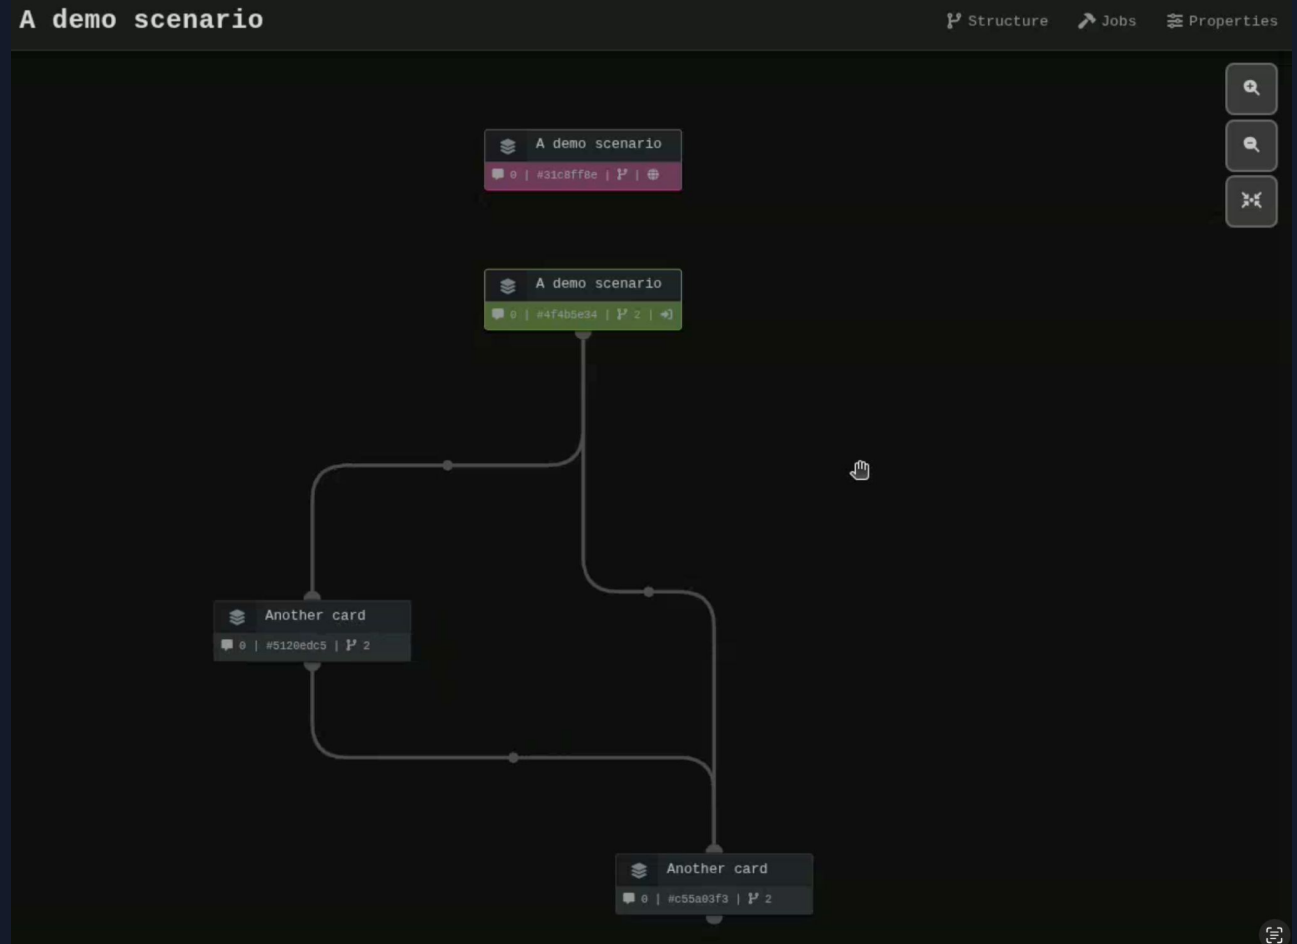 A demo scenario
Structure
Jobs
Properties
A demo scenario
0 | #31c8ff8e | |
A demo scenario
0 | #4f4b5e34 | 2 |
Another card
0 | #5120edc5 | 2
Another card
0 | #c55a03f3 | 2